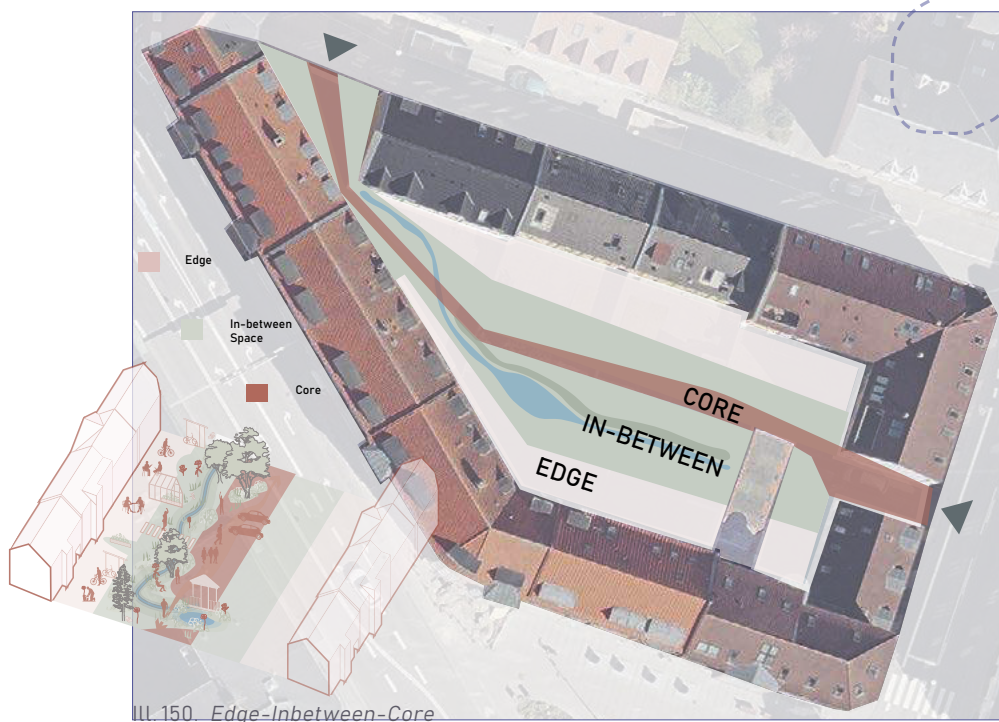 Edge
In-between
Space
Core
CORE
IN-BETWEEN
EDGE
Ill. 150. Edge-Inbetween-Core